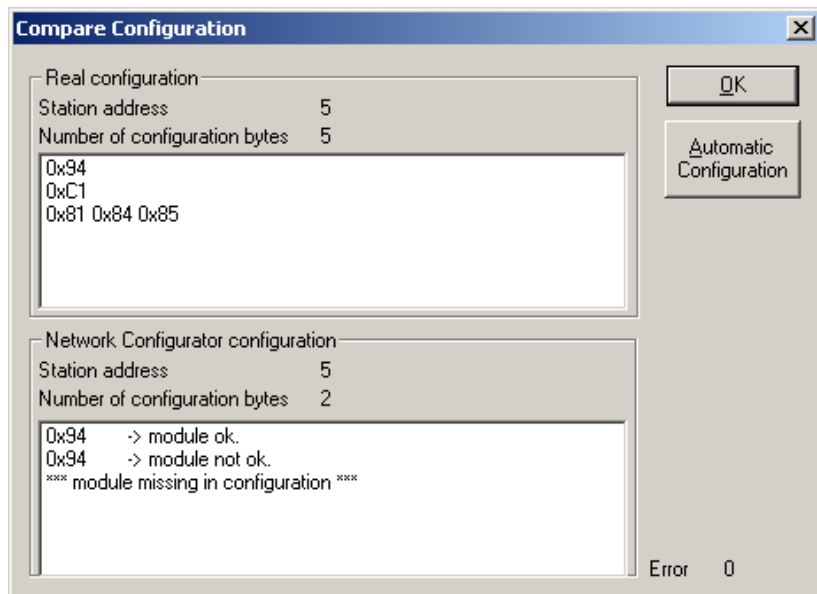 Compare Configuration
Real configuration
Station address 5
Number of configuration bytes 5
0x94
0xC1
0x81 0x84 0x85
OK
Automatic
Configuration
Network Configurator configuration
Station address 5
Number of configuration bytes 2
0x94 -> module ok.
0x94 -> module not ok.
*** module missing in configuration ***
Error 0